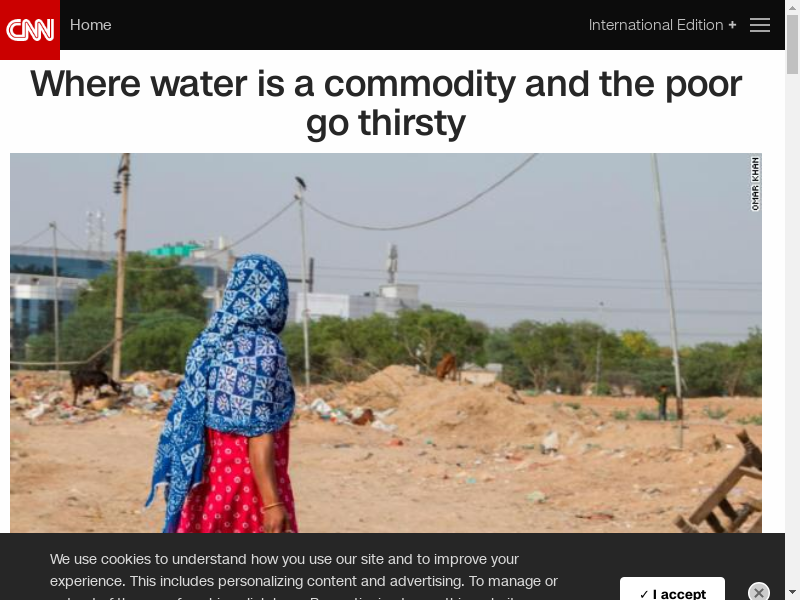 CNN
Home
International Edition +
Where water is a commodity and the poor
go thirsty
OMAR KHAN
We use cookies to understand how you use our site and to improve your
experience. This includes personalizing content and advertising. To manage or
✓ I accept